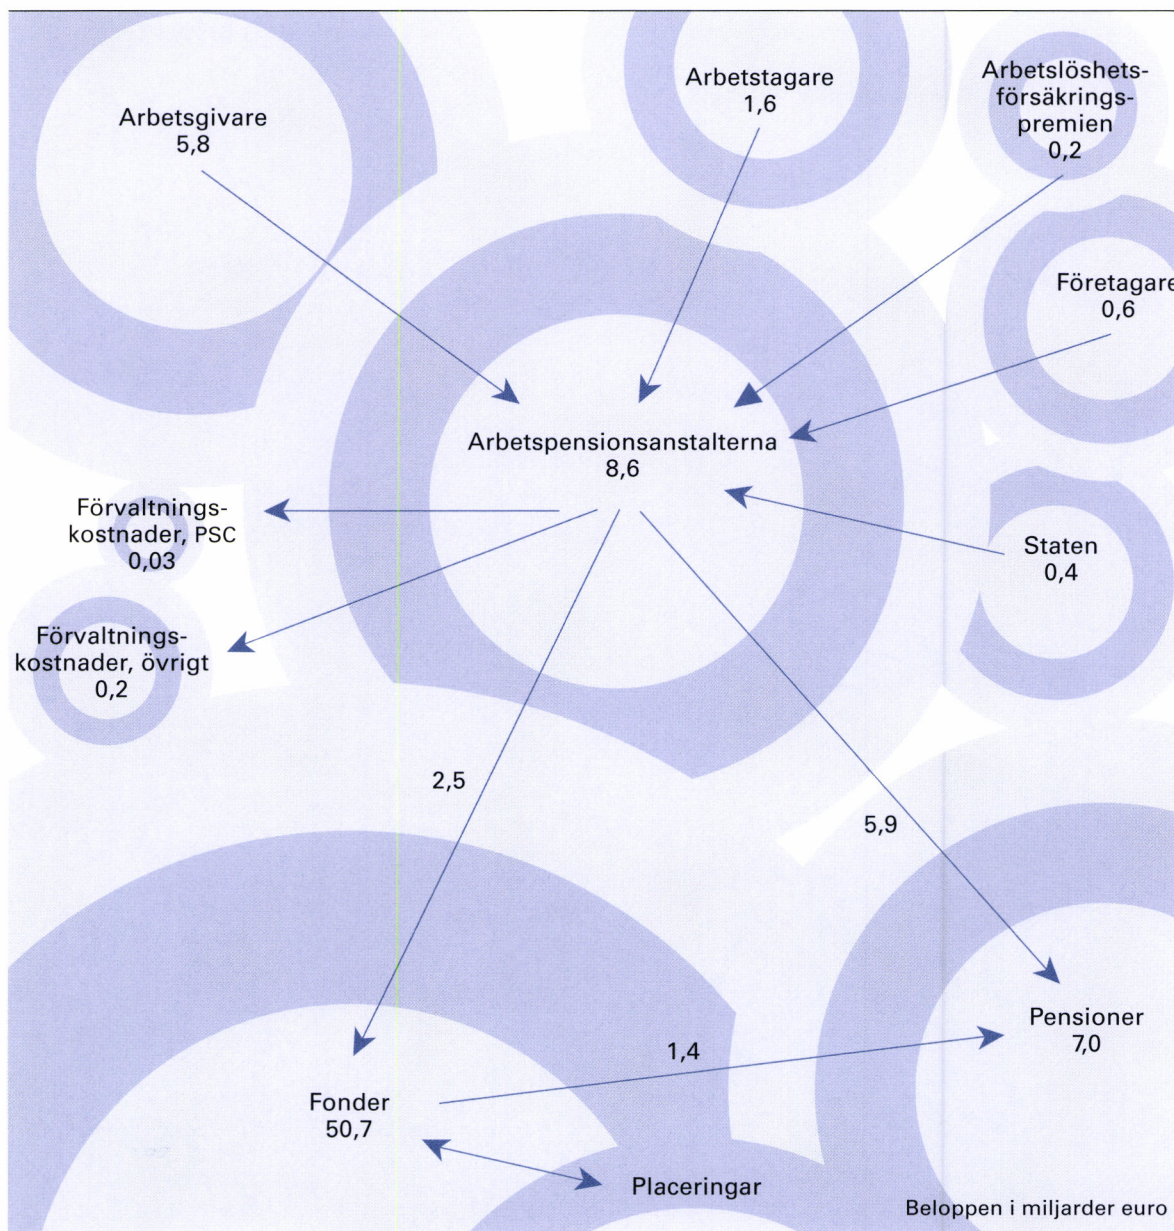 Arbetsgivare
5,8
Arbetstagare
1,6
Arbetslöshets-
försäkrings-
premien
0,2
Företagare
0,6
Arbetspensionsanstalterna
8,6
Förvaltnings-
kostnader, PSC
0,03
Staten
0,4
Förvaltnings-
kostnader, övrigt
0,2
2,5
5,9
Pensioner
7,0
1,4
Fonder
50,7
Placeringar
Beloppen i miljarder euro